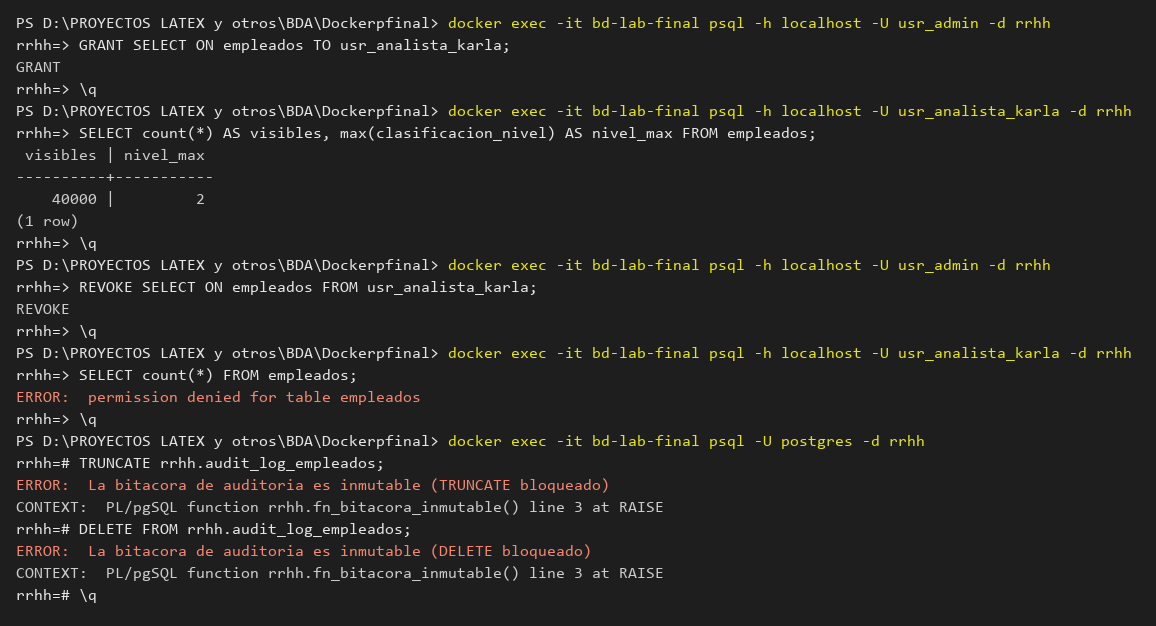 PS D:\PROYECTOS LATEX y otros\BDA\Dockerpfinal> docker exec -it bd-lab-final psql -h localhost -U usr_admin -d rrhh
rrhh=> GRANT SELECT ON empleados TO usr_analista_karla;
GRANT
rrhh=> \q
PS D:\PROYECTOS LATEX y otros\BDA\Dockerpfinal> docker exec -it bd-lab-final psql -h localhost -U usr_analista_karla -d rrhh
rrhh=> SELECT count(*) AS visibles, max(clasificacion_nivel) AS nivel_max FROM empleados;
 visibles | nivel_max
----------+-----------
    40000 |         2
(1 row)
rrhh=> \q
PS D:\PROYECTOS LATEX y otros\BDA\Dockerpfinal> docker exec -it bd-lab-final psql -h localhost -U usr_admin -d rrhh
rrhh=> REVOKE SELECT ON empleados FROM usr_analista_karla;
REVOKE
rrhh=> \q
PS D:\PROYECTOS LATEX y otros\BDA\Dockerpfinal> docker exec -it bd-lab-final psql -h localhost -U usr_analista_karla -d rrhh
rrhh=> SELECT count(*) FROM empleados;
ERROR:  permission denied for table empleados
rrhh=> \q
PS D:\PROYECTOS LATEX y otros\BDA\Dockerpfinal> docker exec -it bd-lab-final psql -U postgres -d rrhh
rrhh=# TRUNCATE rrhh.audit_log_empleados;
ERROR:  La bitacora de auditoria es inmutable (TRUNCATE bloqueado)
CONTEXT:  PL/pgSQL function rrhh.fn_bitacora_inmutable() line 3 at RAISE
rrhh=# DELETE FROM rrhh.audit_log_empleados;
ERROR:  La bitacora de auditoria es inmutable (DELETE bloqueado)
CONTEXT:  PL/pgSQL function rrhh.fn_bitacora_inmutable() line 3 at RAISE
rrhh=# \q